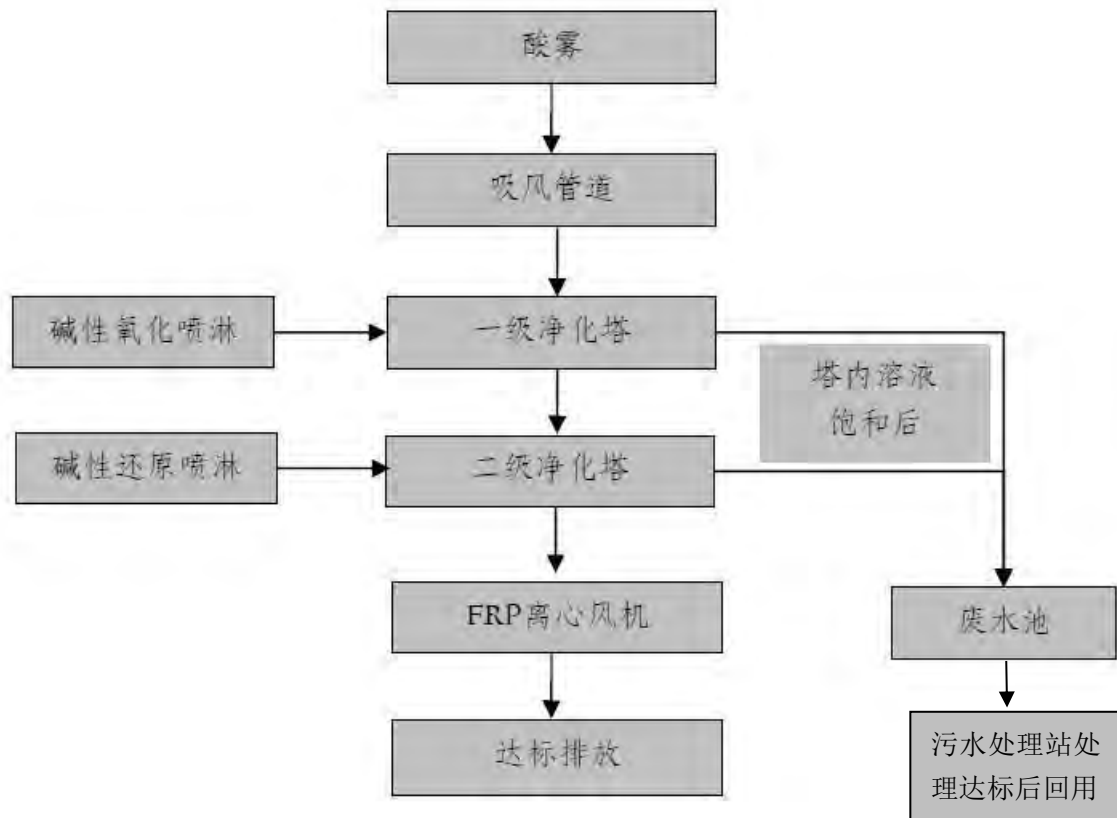 酸雾
吸风管道
碱性氧化喷淋
一级净化塔
塔内溶液
饱和后
碱性还原喷淋
二级净化塔
FRP离心风机
废水池
达标排放
污水处理站处
理达标后回用